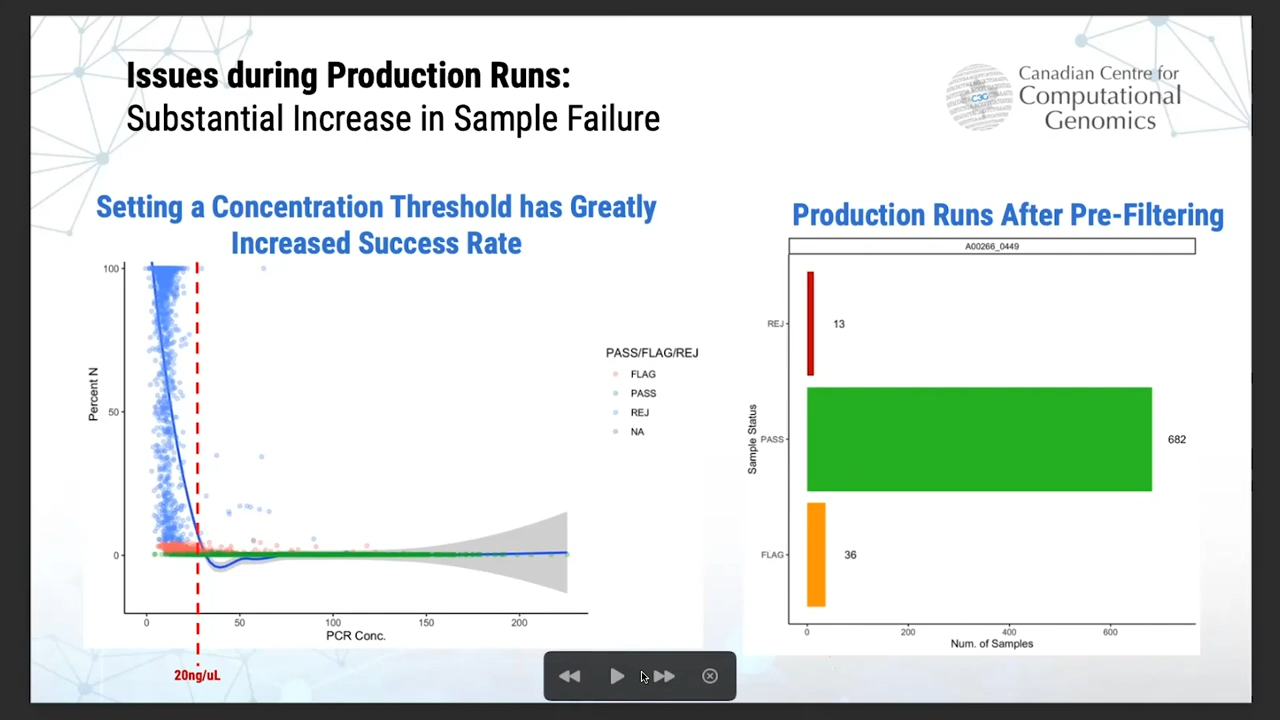 Issues during Production Runs:
Substantial Increase in Sample Failure
Canadian Centre for
Computational
Genomics
C3G
Setting a Concentration Threshold has Greatly
Increased Success Rate
100
50
0
Percent N
0
50
100
150
200
PCR Conc.
20ng/uL
PASS/FLAG/REJ
FLAG
PASS
REJ
NA
Production Runs After Pre-Filtering
A00266_0449
Sample Status
REJ
13
PASS
682
FLAG
36
0
200
400
600
Num. of Samples